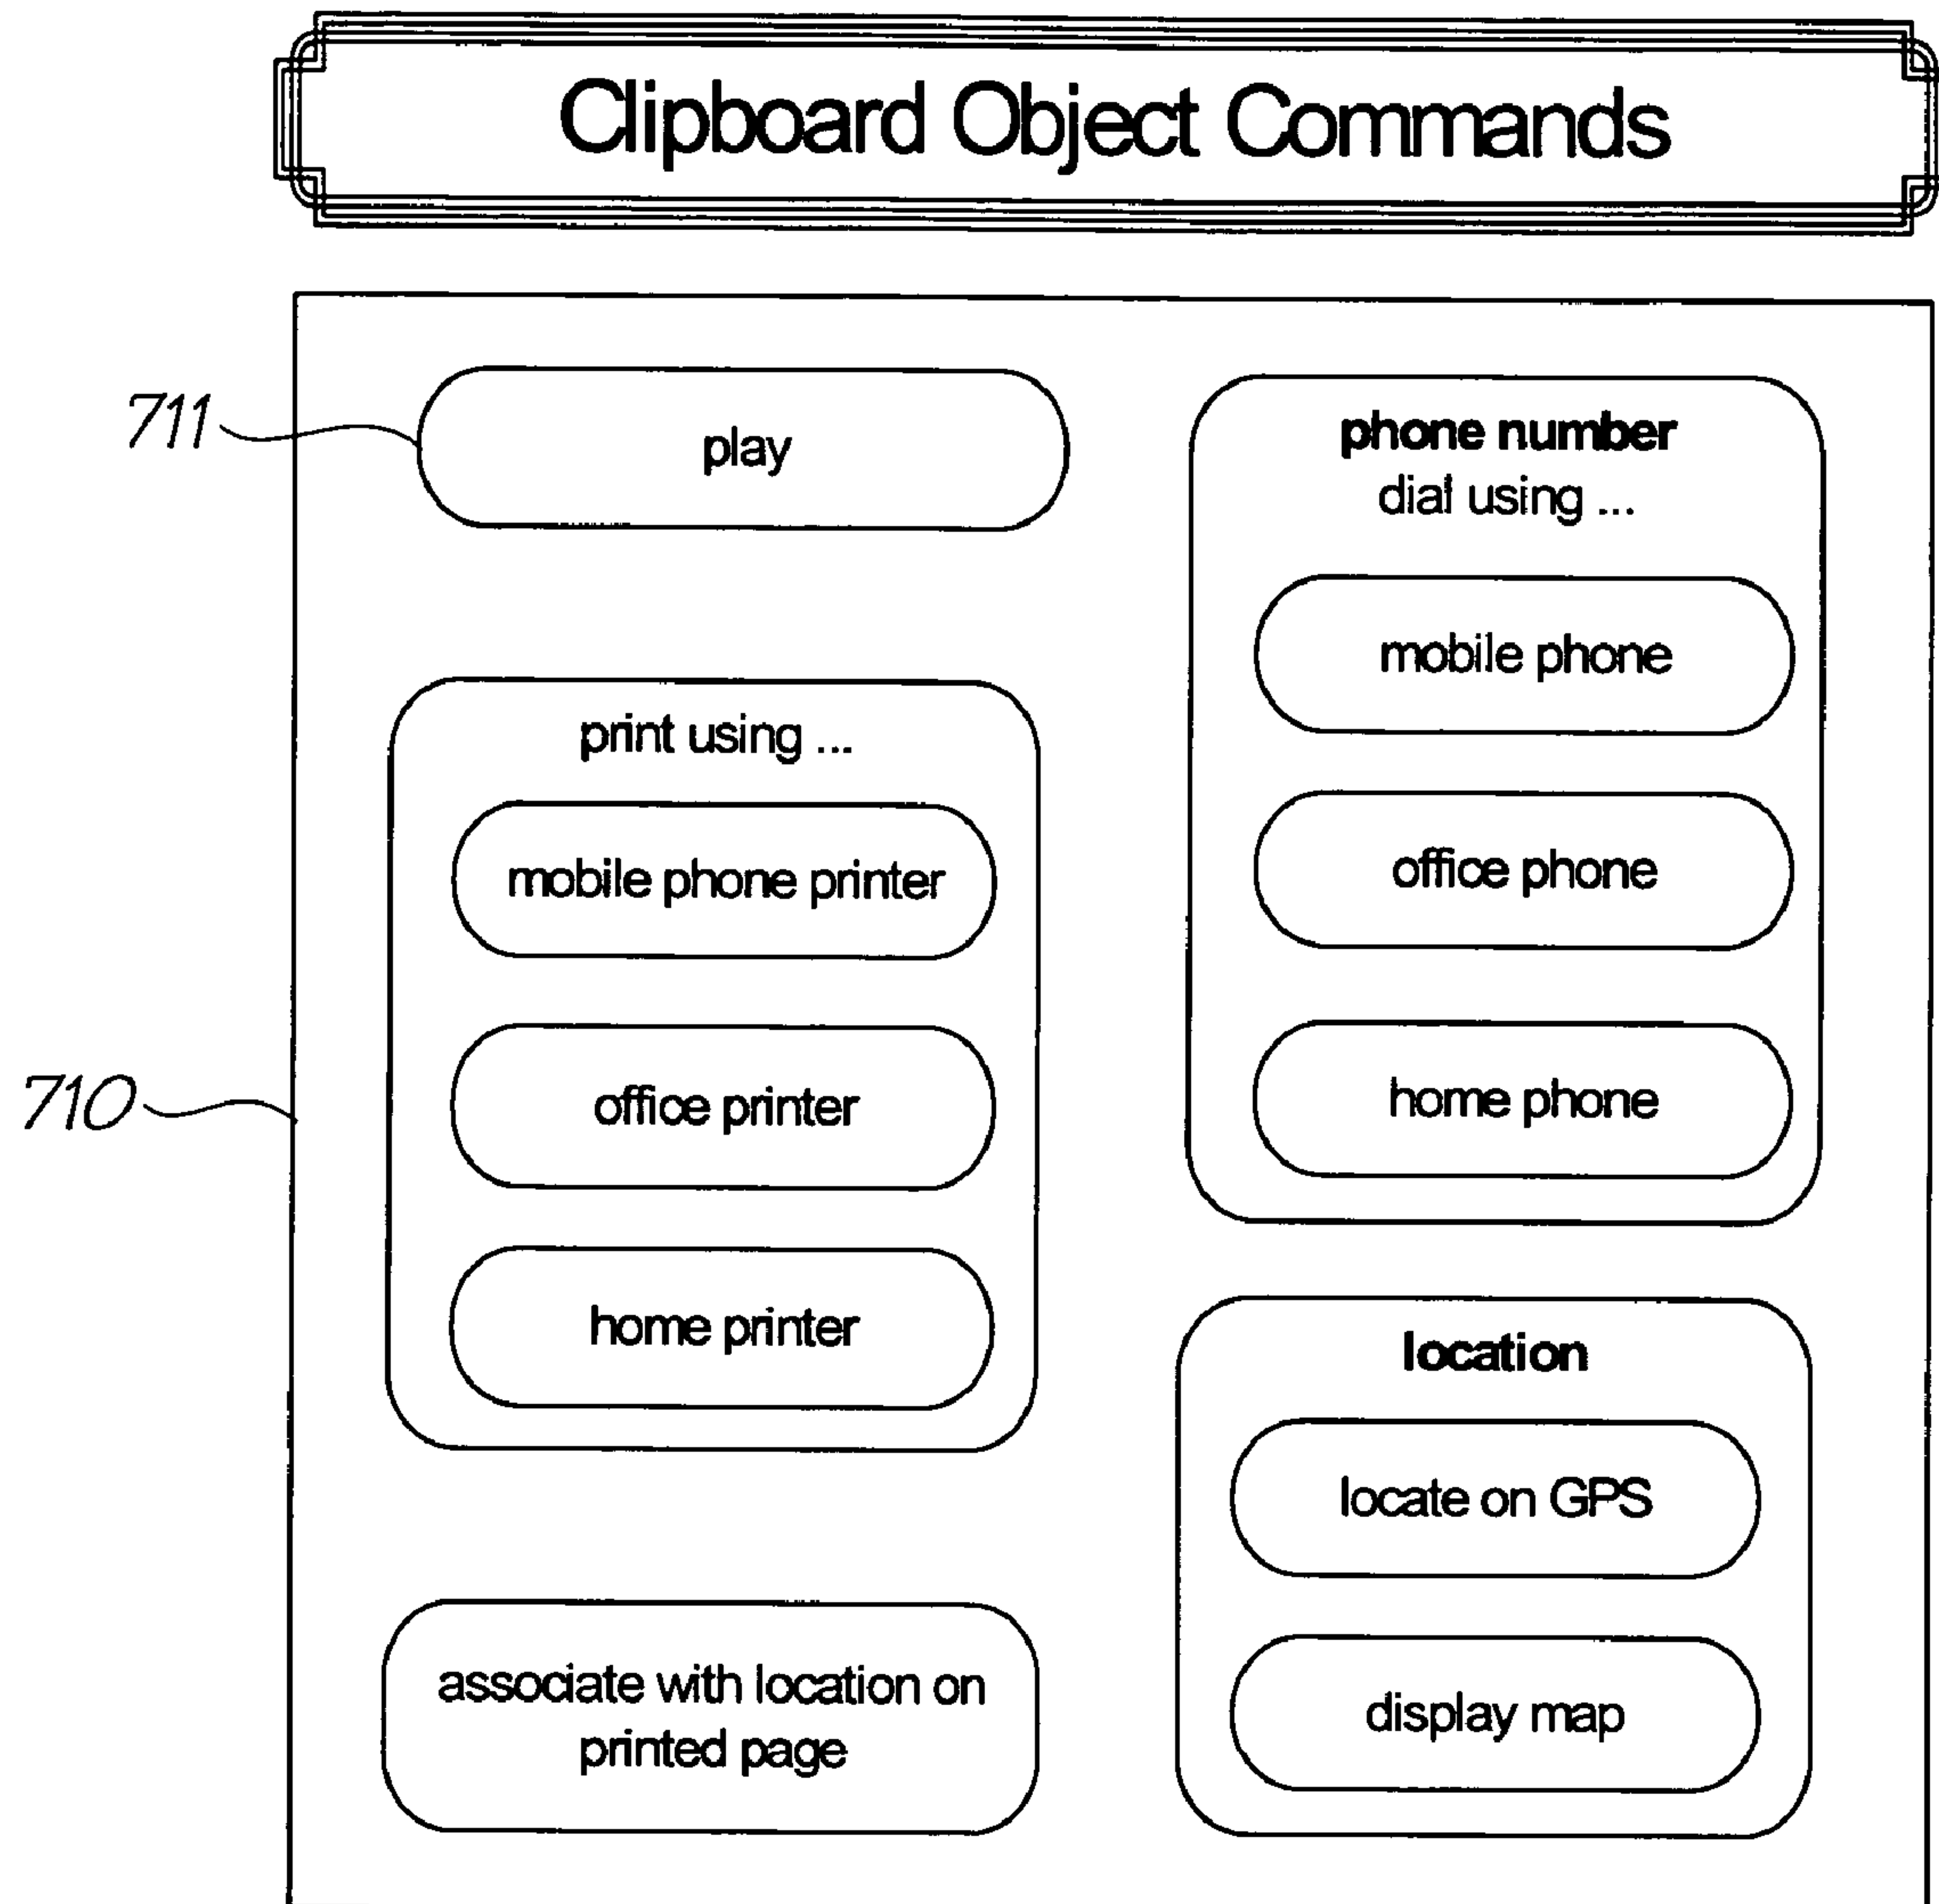 Clipboard Object Commands
711
play
print using ...
mobile phone printer
office printer
home printer
710
associate with location on
printed page
phone number
dial using ...
mobile phone
office phone
home phone
location
locate on GPS
display map